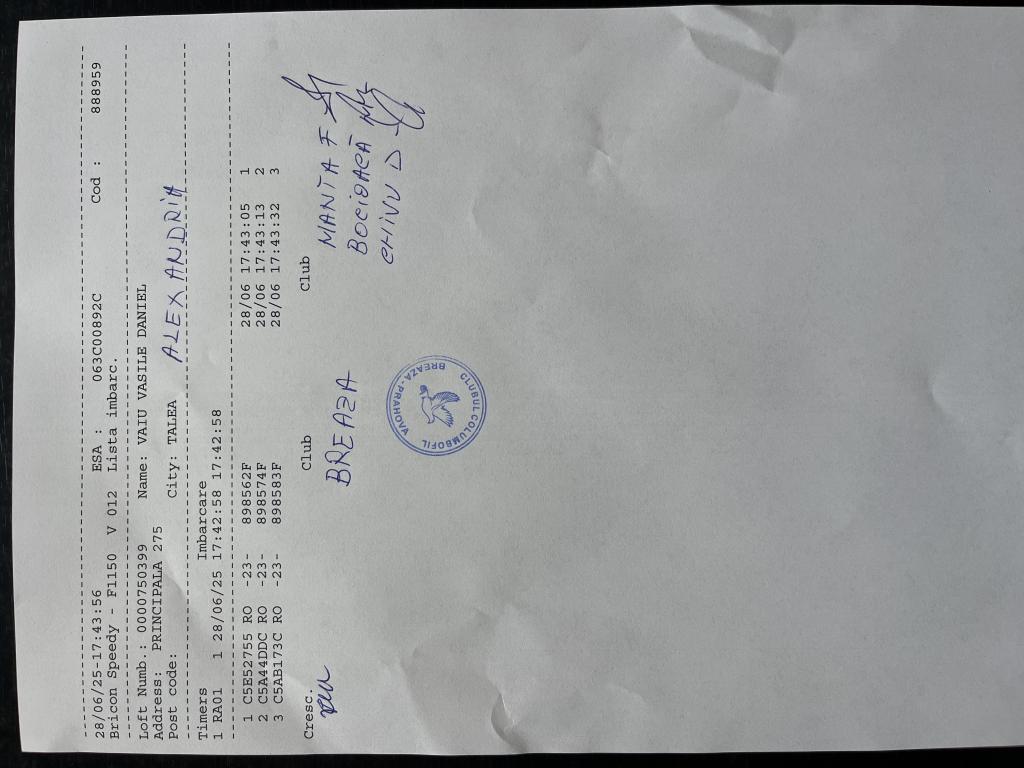 28/06/25-17:43:56 ESA : 063C00892C Cod : 888959
Bricon Speedy - F1150 V 012 Lista imbarc.
Loft Numb.: 0000750399 Name: VAIU VASILE DANIEL
Address: PRINCIPALA 275
Post code: City: TALEA ALEXANDRIA
Timers Imbarcare
1 RA01 1 28/06/25 17:42:58 17:42:58
1 C5E52755 RO -23- 898562F 28/06 17:43:05 1
2 C5A44DDC RO -23- 898574F 28/06 17:43:13 2
3 C5AB173C RO -23- 898583F 28/06 17:43:32 3
Cresc. Club Club
BREAZA MANTA F
BOCIOACĂ
CHIVU D
CLUBUL COLUMBOFIL
BREAZA-PRAHOVA